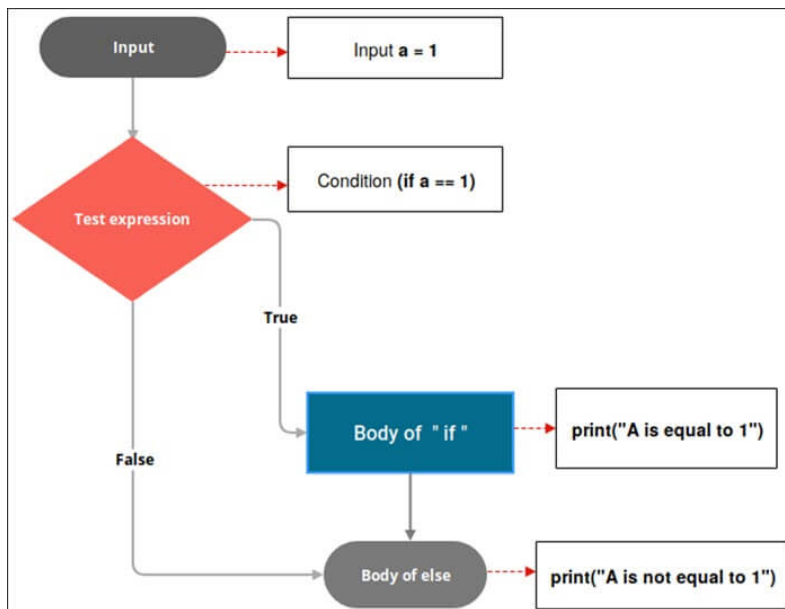 Input
Input a = 1
Condition (if a == 1)
Test expression
True
Body of " if "
print("A is equal to 1")
False
Body of else
print("A is not equal to 1")